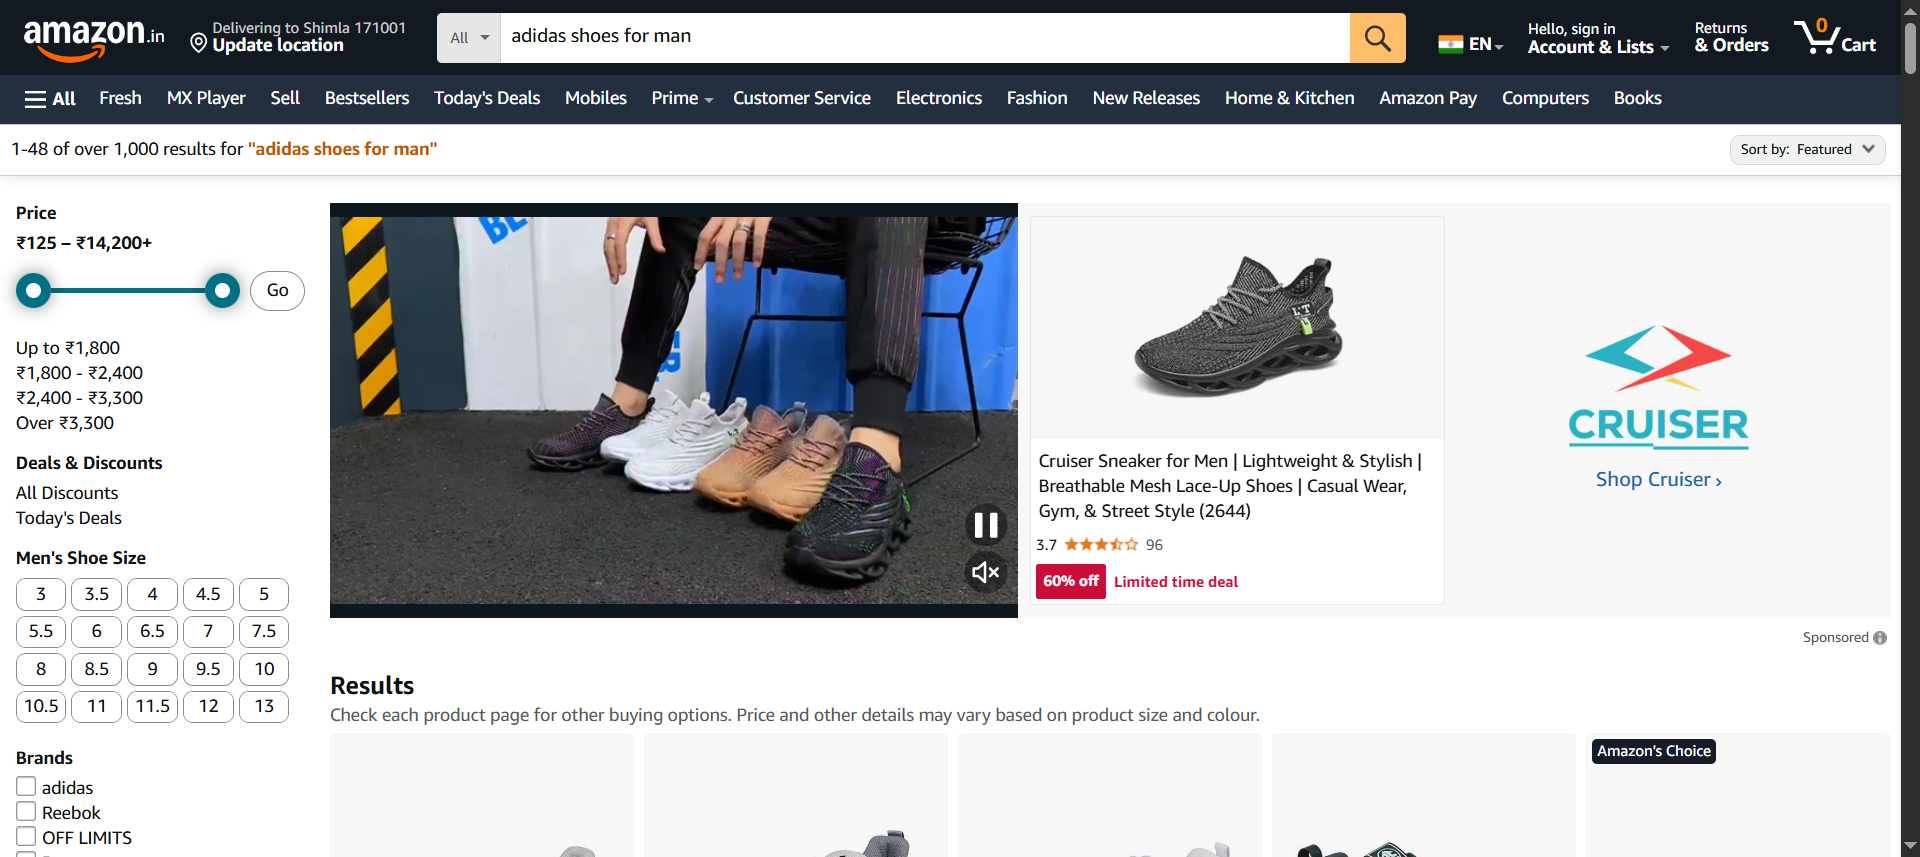 amazon.in
Delivering to Shimla 171001
Update location
All
adidas shoes for man
EN
Hello, sign in
Account & Lists
Returns
& Orders
0
Cart
All
Fresh
MX Player
Sell
Bestsellers
Today's Deals
Mobiles
Prime
Customer Service
Electronics
Fashion
New Releases
Home & Kitchen
Amazon Pay
Computers
Books
1-48 of over 1,000 results for "adidas shoes for man"
Sort by: Featured
Price
₹125 – ₹14,200+
Go
Up to ₹1,800
₹1,800 - ₹2,400
₹2,400 - ₹3,300
Over ₹3,300
Deals & Discounts
All Discounts
Today's Deals
Men's Shoe Size
3 3.5 4 4.5 5
5.5 6 6.5 7 7.5
8 8.5 9 9.5 10
10.5 11 11.5 12 13
Brands
adidas
Reebok
OFF LIMITS
Cruiser Sneaker for Men | Lightweight & Stylish |
Breathable Mesh Lace-Up Shoes | Casual Wear,
Gym, & Street Style (2644)
3.7 96
60% off Limited time deal
CRUISER
Shop Cruiser ›
Sponsored
Results
Check each product page for other buying options. Price and other details may vary based on product size and colour.
Amazon's Choice